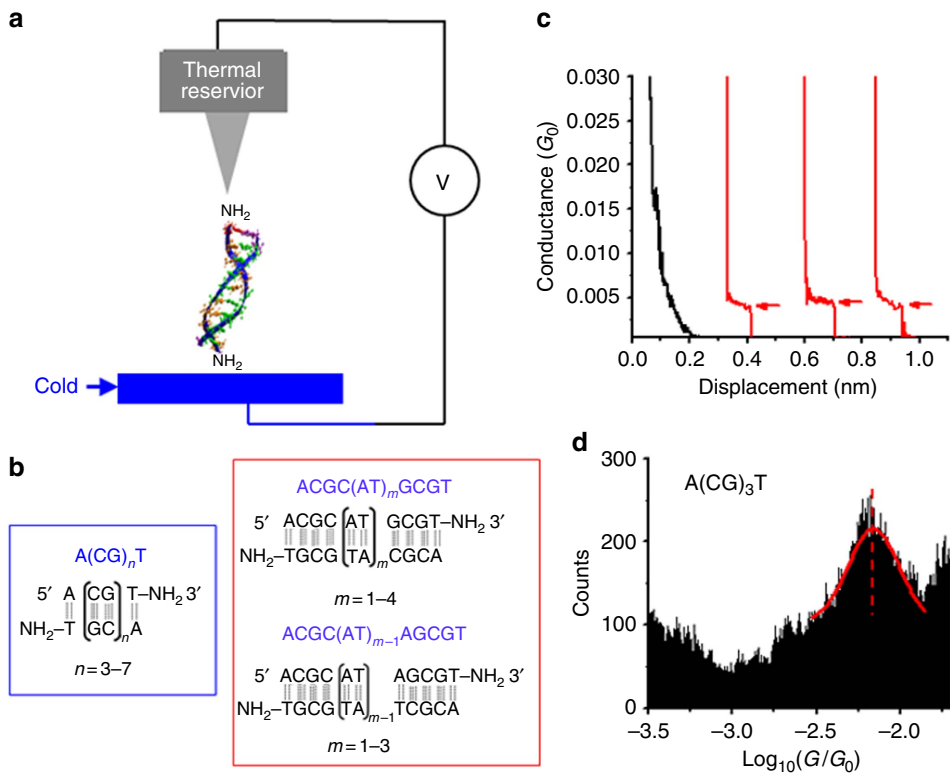 a
Thermal
reservior
V
NH2
NH2
Cold
b
A(CG)nT
5′ A CG T–NH2 3′
NH2–T GC nA
n = 3–7
ACGC(AT)mGCGT
5′ ACGC AT GCGT–NH2 3′
NH2–TGCG TA mCGCA
m = 1–4
ACGC(AT)m–1AGCGT
5′ ACGC AT AGCGT–NH2 3′
NH2–TGCG TA m–1TCGCA
m = 1–3
c
Conductance (G0)
0.030
0.025
0.020
0.015
0.010
0.005
0.0 0.2 0.4 0.6 0.8 1.0
Displacement (nm)
d
Counts
300
200
100
0
A(CG)3T
–3.5 –3.0 –2.5 –2.0
Log10(G/G0)